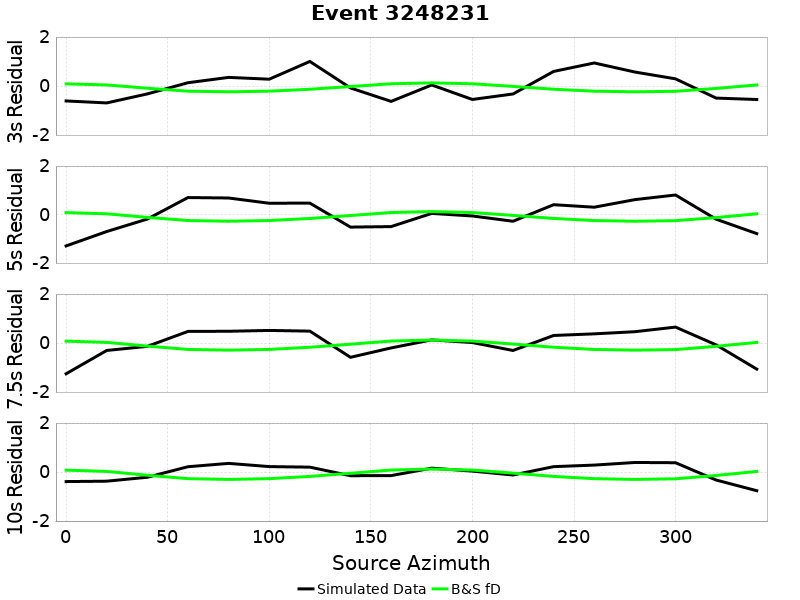 Event 3248231
3s Residual
2
0
-2
5s Residual
2
0
-2
7.5s Residual
2
0
-2
10s Residual
2
0
-2
0 50 100 150 200 250 300
Source Azimuth
Simulated Data B&S fD